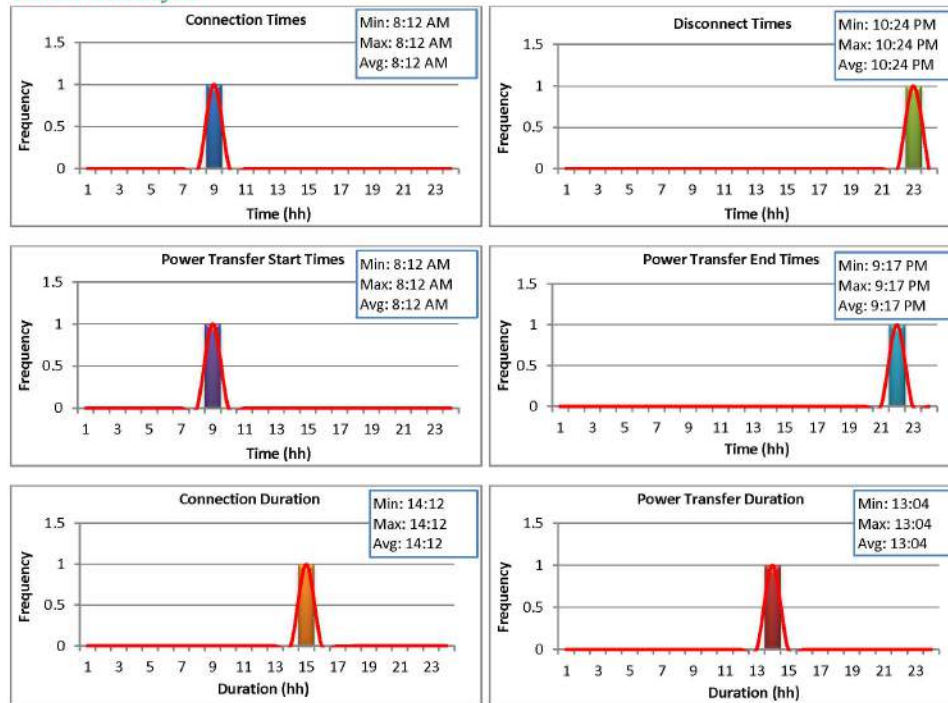 Connection Times
Min: 8:12 AM
Max: 8:12 AM
Avg: 8:12 AM
Frequency
1.5
1
0.5
0
1 3 5 7 9 11 13 15 17 19 21 23
Time (hh)
Disconnect Times
Min: 10:24 PM
Max: 10:24 PM
Avg: 10:24 PM
Frequency
1.5
1
0.5
0
1 3 5 7 9 11 13 15 17 19 21 23
Time (hh)
Power Transfer Start Times
Min: 8:12 AM
Max: 8:12 AM
Avg: 8:12 AM
Frequency
1.5
1
0.5
0
1 3 5 7 9 11 13 15 17 19 21 23
Time (hh)
Power Transfer End Times
Min: 9:17 PM
Max: 9:17 PM
Avg: 9:17 PM
Frequency
1.5
1
0.5
0
1 3 5 7 9 11 13 15 17 19 21 23
Time (hh)
Connection Duration
Min: 14:12
Max: 14:12
Avg: 14:12
Frequency
1.5
1
0.5
0
1 3 5 7 9 11 13 15 17 19 21 23
Duration (hh)
Power Transfer Duration
Min: 13:04
Max: 13:04
Avg: 13:04
Frequency
1.5
1
0.5
0
1 3 5 7 9 11 13 15 17 19 21 23
Duration (hh)